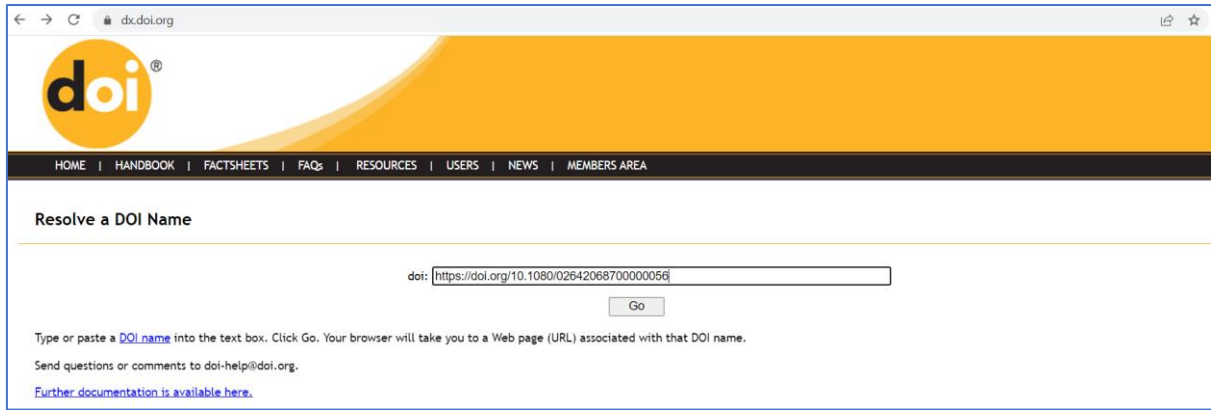 dx.doi.org
doi®
HOME | HANDBOOK | FACTSHEETS | FAQs | RESOURCES | USERS | NEWS | MEMBERS AREA
Resolve a DOI Name
doi: https://doi.org/10.1080/02642068700000056
Go
Type or paste a DOI name into the text box. Click Go. Your browser will take you to a Web page (URL) associated with that DOI name.
Send questions or comments to doi-help@doi.org.
Further documentation is available here.